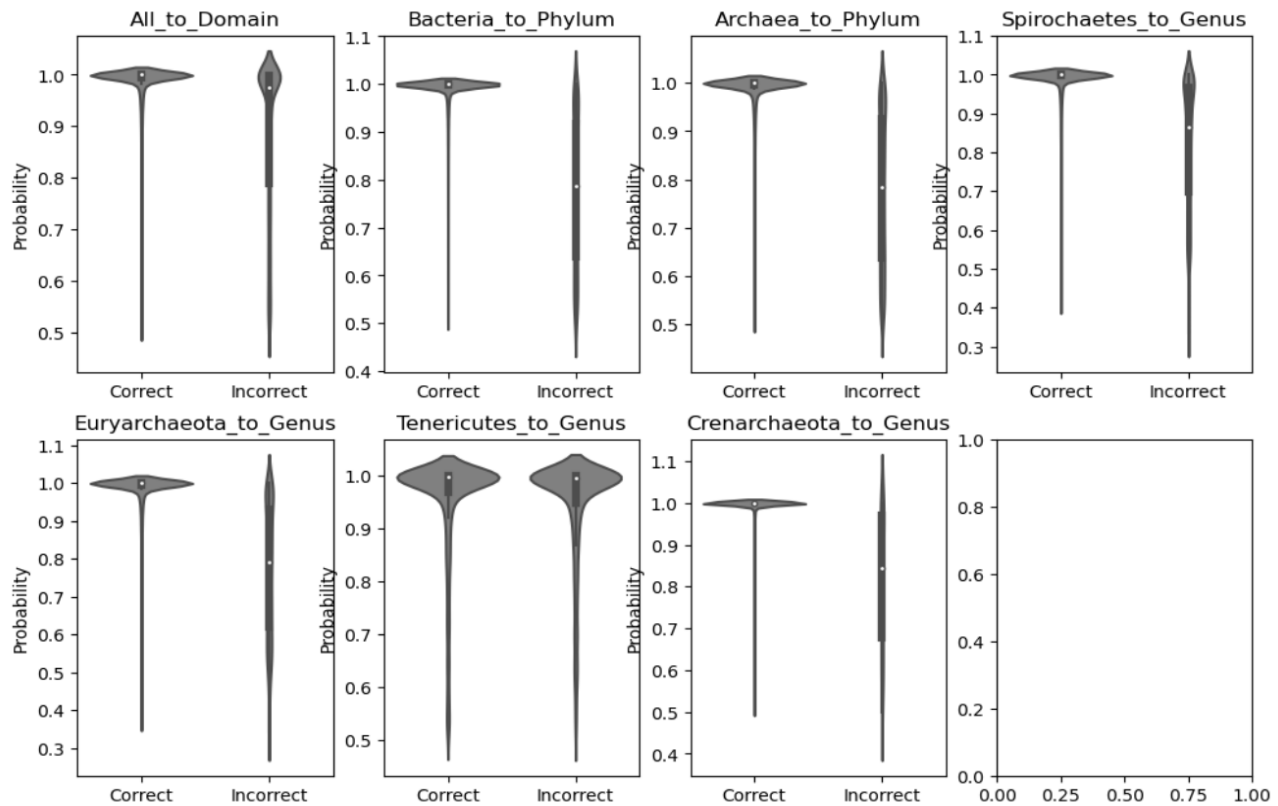 All_to_Domain
Bacteria_to_Phylum
Archaea_to_Phylum
Spirochaetes_to_Genus
Probability
1.0
0.9
0.8
0.7
0.6
0.5
Correct
Incorrect
Probability
1.1
1.0
0.9
0.8
0.7
0.6
0.5
0.4
Correct
Incorrect
Probability
1.0
0.9
0.8
0.7
0.6
0.5
Correct
Incorrect
Probability
1.1
1.0
0.9
0.8
0.7
0.6
0.5
0.4
0.3
Correct
Incorrect
Euryarchaeota_to_Genus
Tenericutes_to_Genus
Crenarchaeota_to_Genus
Probability
1.1
1.0
0.9
0.8
0.7
0.6
0.5
0.4
0.3
Correct
Incorrect
Probability
1.0
0.9
0.8
0.7
0.6
0.5
Correct
Incorrect
Probability
1.1
1.0
0.9
0.8
0.7
0.6
0.5
0.4
Correct
Incorrect
1.0
0.8
0.6
0.4
0.2
0.0
0.00 0.25 0.50 0.75 1.00